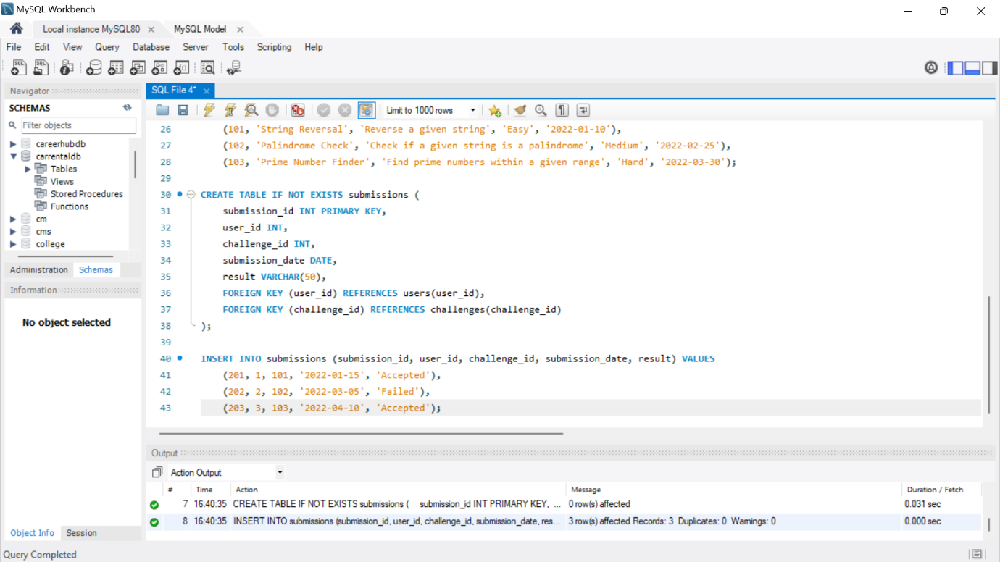 MySQL Workbench
Local instance MySQL80
MySQL Model
File Edit View Query Database Server Tools Scripting Help
Navigator
SCHEMAS
Filter objects
careerhubdb
carrentaldb
Tables
Views
Stored Procedures
Functions
cm
cms
college
Administration Schemas
Information
No object selected
Object Info Session
SQL File 4*
Limit to 1000 rows
26 (101, 'String Reversal', 'Reverse a given string', 'Easy', '2022-01-10'),
27 (102, 'Palindrome Check', 'Check if a given string is a palindrome', 'Medium', '2022-02-25'),
28 (103, 'Prime Number Finder', 'Find prime numbers within a given range', 'Hard', '2022-03-30');
29
30 CREATE TABLE IF NOT EXISTS submissions (
31 submission_id INT PRIMARY KEY,
32 user_id INT,
33 challenge_id INT,
34 submission_date DATE,
35 result VARCHAR(50),
36 FOREIGN KEY (user_id) REFERENCES users(user_id),
37 FOREIGN KEY (challenge_id) REFERENCES challenges(challenge_id)
38 );
39
40 INSERT INTO submissions (submission_id, user_id, challenge_id, submission_date, result) VALUES
41 (201, 1, 101, '2022-01-15', 'Accepted'),
42 (202, 2, 102, '2022-03-05', 'Failed'),
43 (203, 3, 103, '2022-04-10', 'Accepted');
Output
Action Output
# Time Action Message Duration / Fetch
7 16:40:35 CREATE TABLE IF NOT EXISTS submissions ( submission_id INT PRIMARY KEY, ... 0 row(s) affected 0.031 sec
8 16:40:35 INSERT INTO submissions (submission_id, user_id, challenge_id, submission_date, res... 3 row(s) affected Records: 3 Duplicates: 0 Warnings: 0 0.000 sec
Query Completed